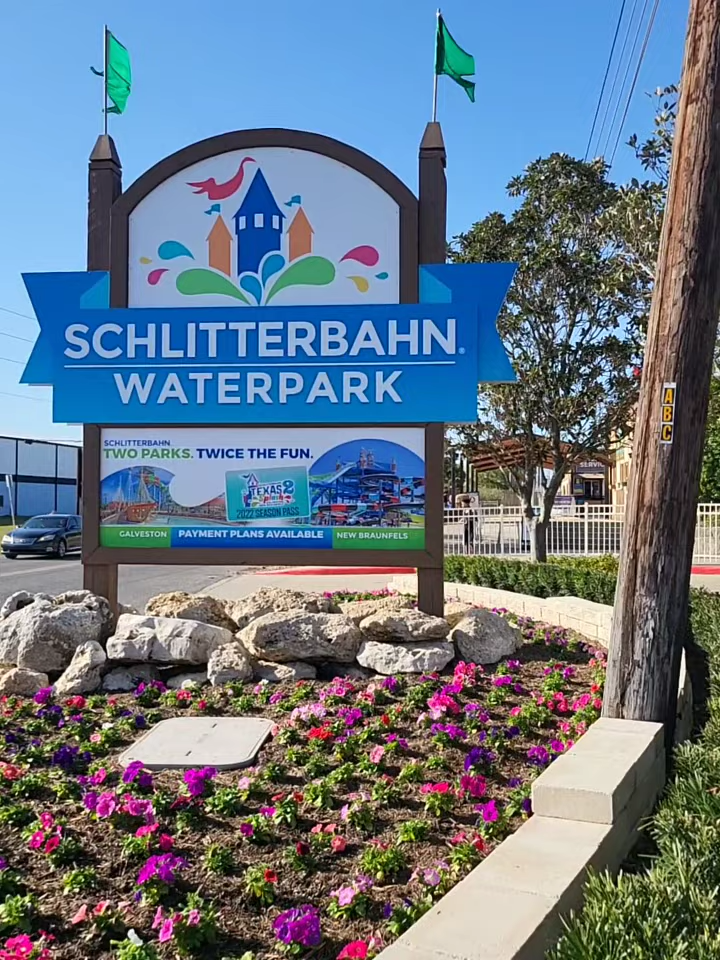 SCHLITTERBAHN®
WATERPARK
SCHLITTERBAHN.
TWO PARKS. TWICE THE FUN.
TEXAS 2
2022 SEASON PASS
GALVESTON
PAYMENT PLANS AVAILABLE
NEW BRAUNFELS
ABC